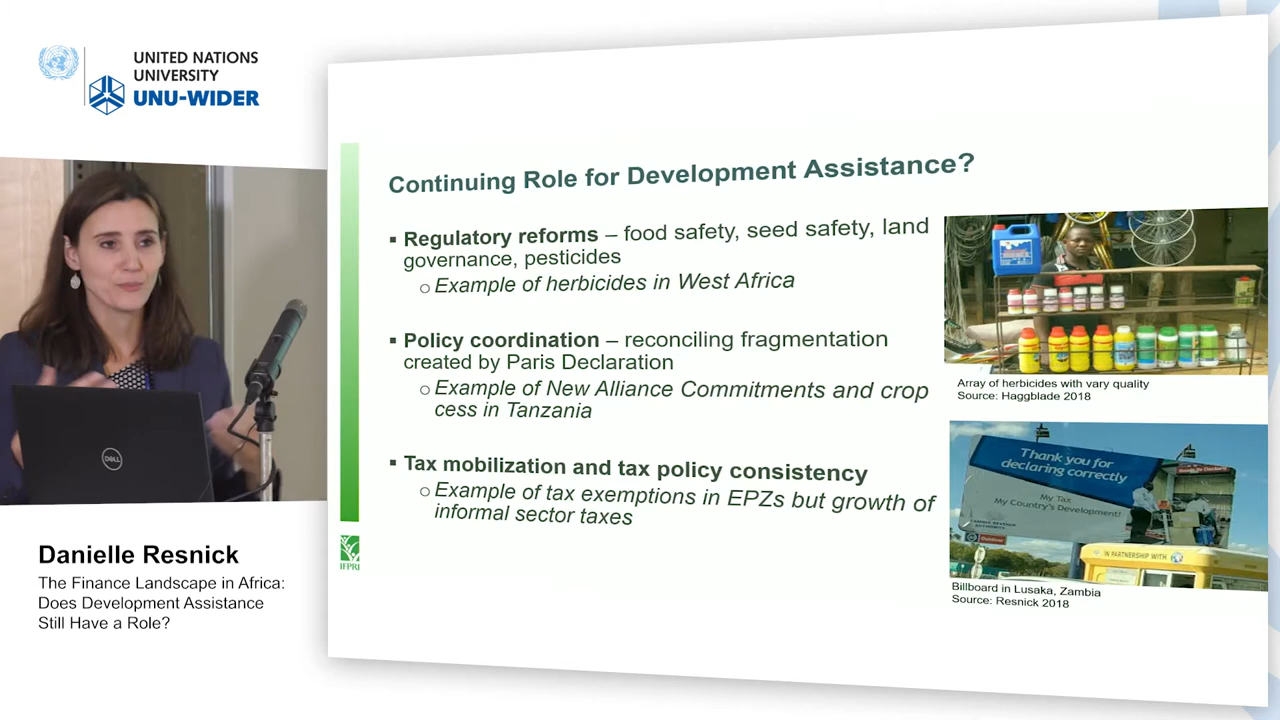 UNITED NATIONS
UNIVERSITY
UNU-WIDER
DELL
Danielle Resnick
The Finance Landscape in Africa:
Does Development Assistance
Still Have a Role?
Continuing Role for Development Assistance?
▪ Regulatory reforms – food safety, seed safety, land
governance, pesticides
○ Example of herbicides in West Africa
▪ Policy coordination – reconciling fragmentation
created by Paris Declaration
○ Example of New Alliance Commitments and crop
cess in Tanzania
▪ Tax mobilization and tax policy consistency
○ Example of tax exemptions in EPZs but growth of
informal sector taxes
IFPRI
Array of herbicides with vary quality
Source: Haggblade 2018
Thank you for
declaring correctly
My Tax
My Country's Development!
ZAMBIA REVENUE
AUTHORITY
IN PARTNERSHIP WITH
Billboard in Lusaka, Zambia
Source: Resnick 2018